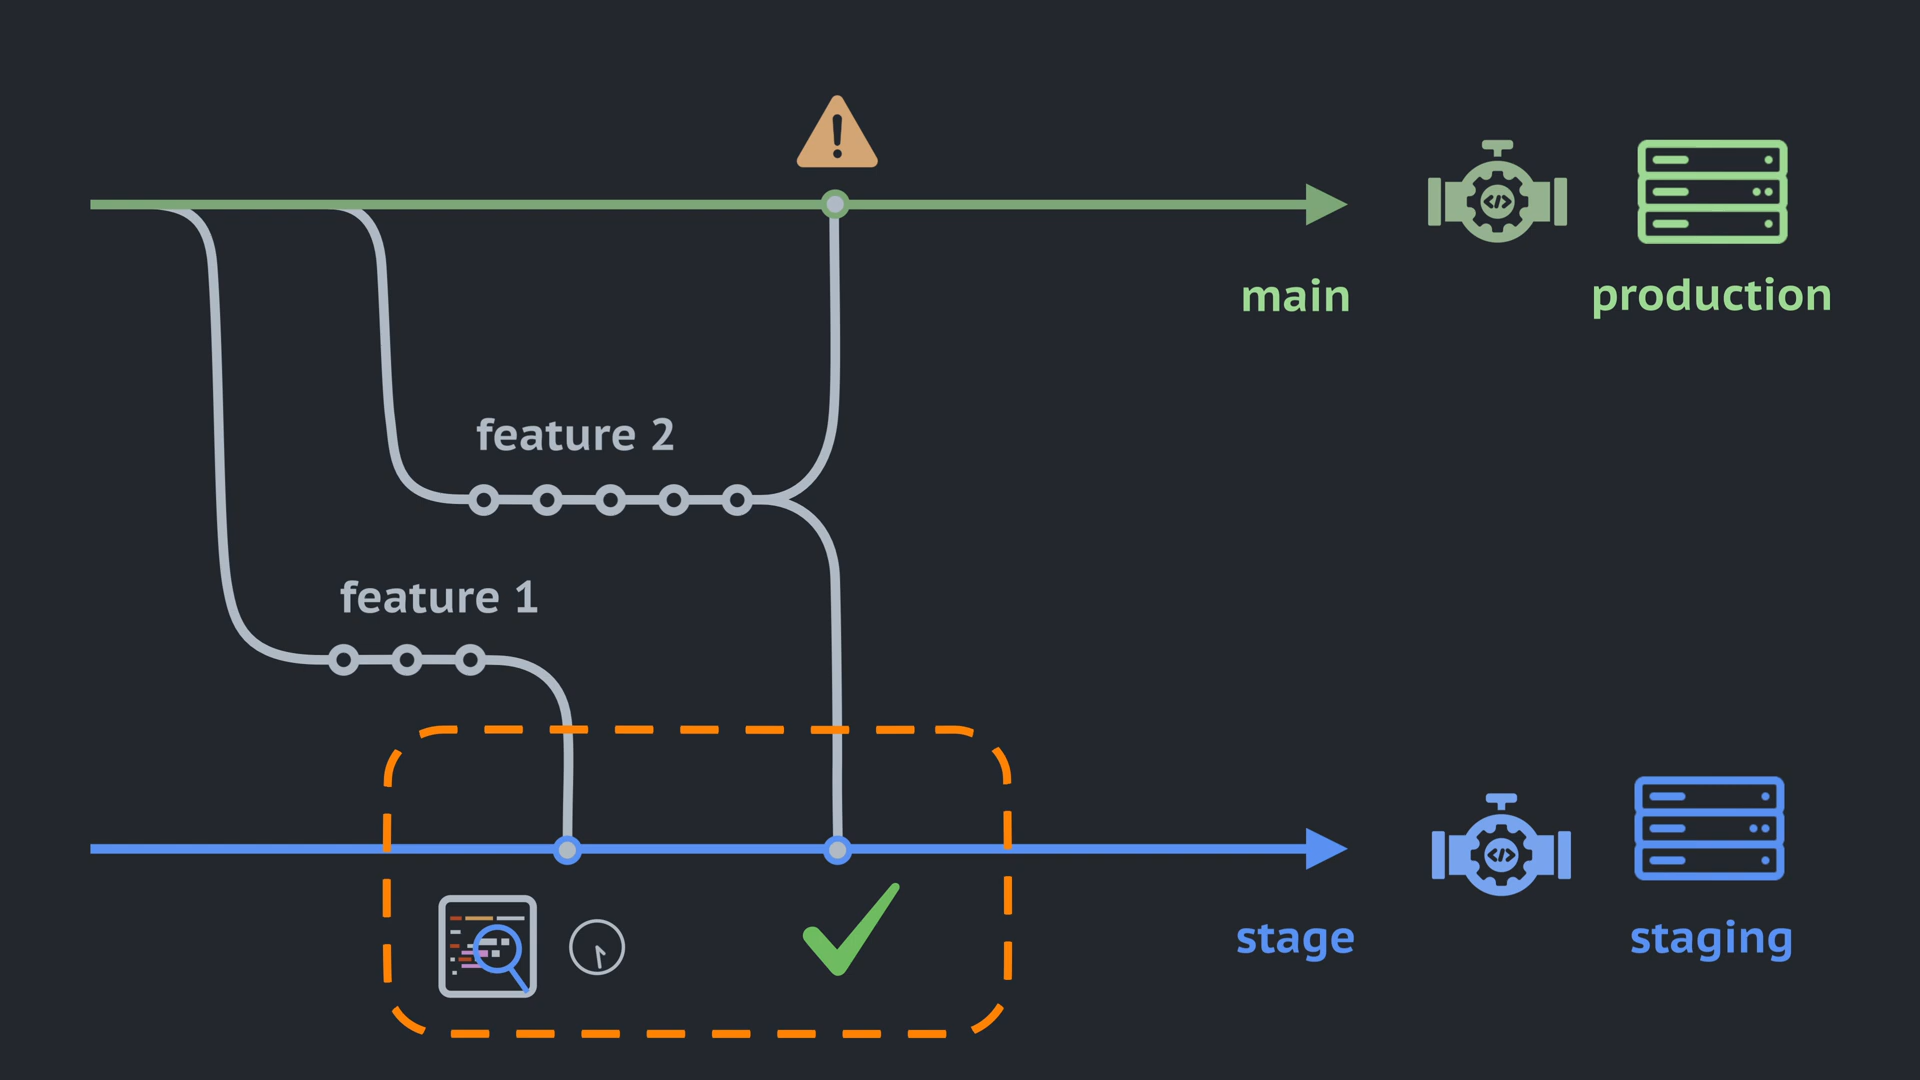 main
production
feature 2
feature 1
stage
staging